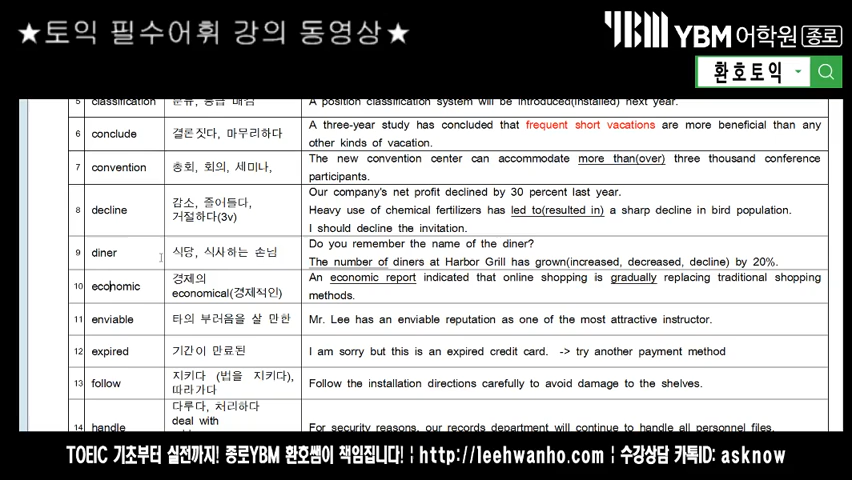 ★토익 필수어휘 강의 동영상★
YBM YBM 어학원 종로
환호토익
5 classification 분류, 등급 매김 A position classification system will be introduced(installed) next year.
6 conclude 결론짓다, 마무리하다 A three-year study has concluded that frequent short vacations are more beneficial than any
other kinds of vacation.
7 convention 총회, 회의, 세미나, The new convention center can accommodate more than(over) three thousand conference
participants.
8 decline 감소, 줄어들다, 거절하다(3v) Our company's net profit declined by 30 percent last year.
Heavy use of chemical fertilizers has led to(resulted in) a sharp decline in bird population.
I should decline the invitation.
9 diner 식당, 식사하는 손님 Do you remember the name of the diner?
The number of diners at Harbor Grill has grown(increased, decreased, decline) by 20%.
10 economic 경제의 An economic report indicated that online shopping is gradually replacing traditional shopping
economical(경제적인) methods.
11 enviable 타의 부러움을 살 만한 Mr. Lee has an enviable reputation as one of the most attractive instructor.
12 expired 기간이 만료된 I am sorry but this is an expired credit card. -> try another payment method
13 follow 지키다 (법을 지키다), 따라가다 Follow the installation directions carefully to avoid damage to the shelves.
14 handle 다루다, 처리하다
deal with For security reasons, our records department will continue to handle all personnel files.
TOEIC 기초부터 실전까지! 종로YBM 환호쌤이 책임집니다! ¦ http://leehwanho.com ¦ 수강상담 카톡ID: asknow